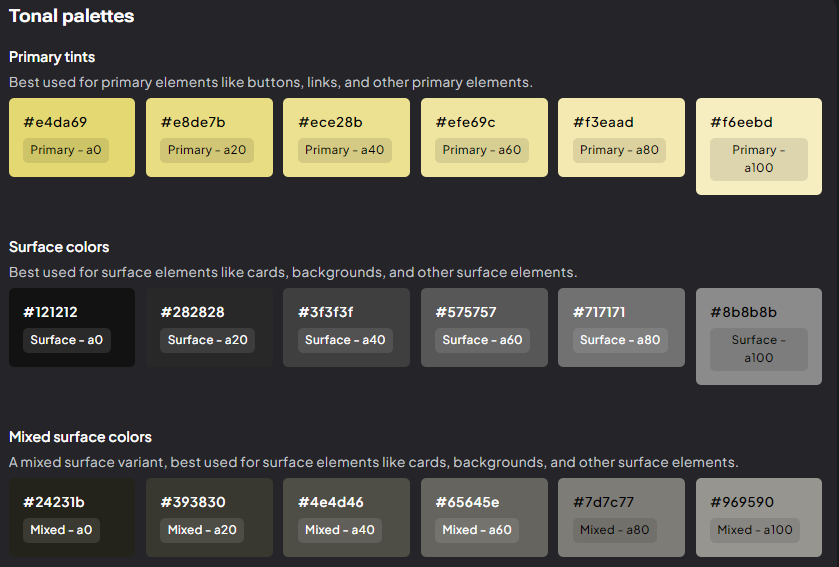 Tonal palettes
Primary tints
Best used for primary elements like buttons, links, and other primary elements.
#e4da69
#e8de7b
#ece28b
#efe69c
#f3eaad
#f6eebd
Primary - a0
Primary - a20
Primary - a40
Primary - a60
Primary - a80
Primary -
a100
Surface colors
Best used for surface elements like cards, backgrounds, and other surface elements.
#121212
#282828
#3f3f3f
#575757
#717171
#8b8b8b
Surface - a0
Surface - a20
Surface - a40
Surface - a60
Surface - a80
Surface -
a100
Mixed surface colors
A mixed surface variant, best used for surface elements like cards, backgrounds, and other surface elements.
#24231b
#393830
#4e4d46
#65645e
#7d7c77
#969590
Mixed - a0
Mixed - a20
Mixed - a40
Mixed - a60
Mixed - a80
Mixed - a100